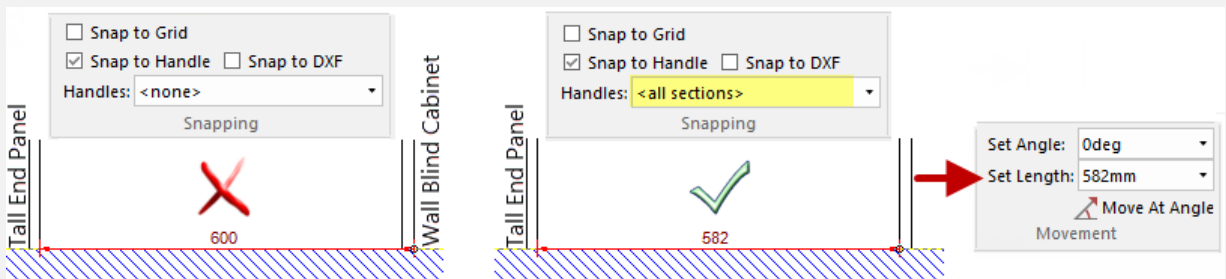 Snap to Grid
Snap to Handle Snap to DXF
Handles: <none>
Snapping
Tall End Panel
Wall Blind Cabinet
600
Snap to Grid
Snap to Handle Snap to DXF
Handles: <all sections>
Snapping
Tall End Panel
582
Set Angle: 0deg
Set Length: 582mm
Move At Angle
Movement